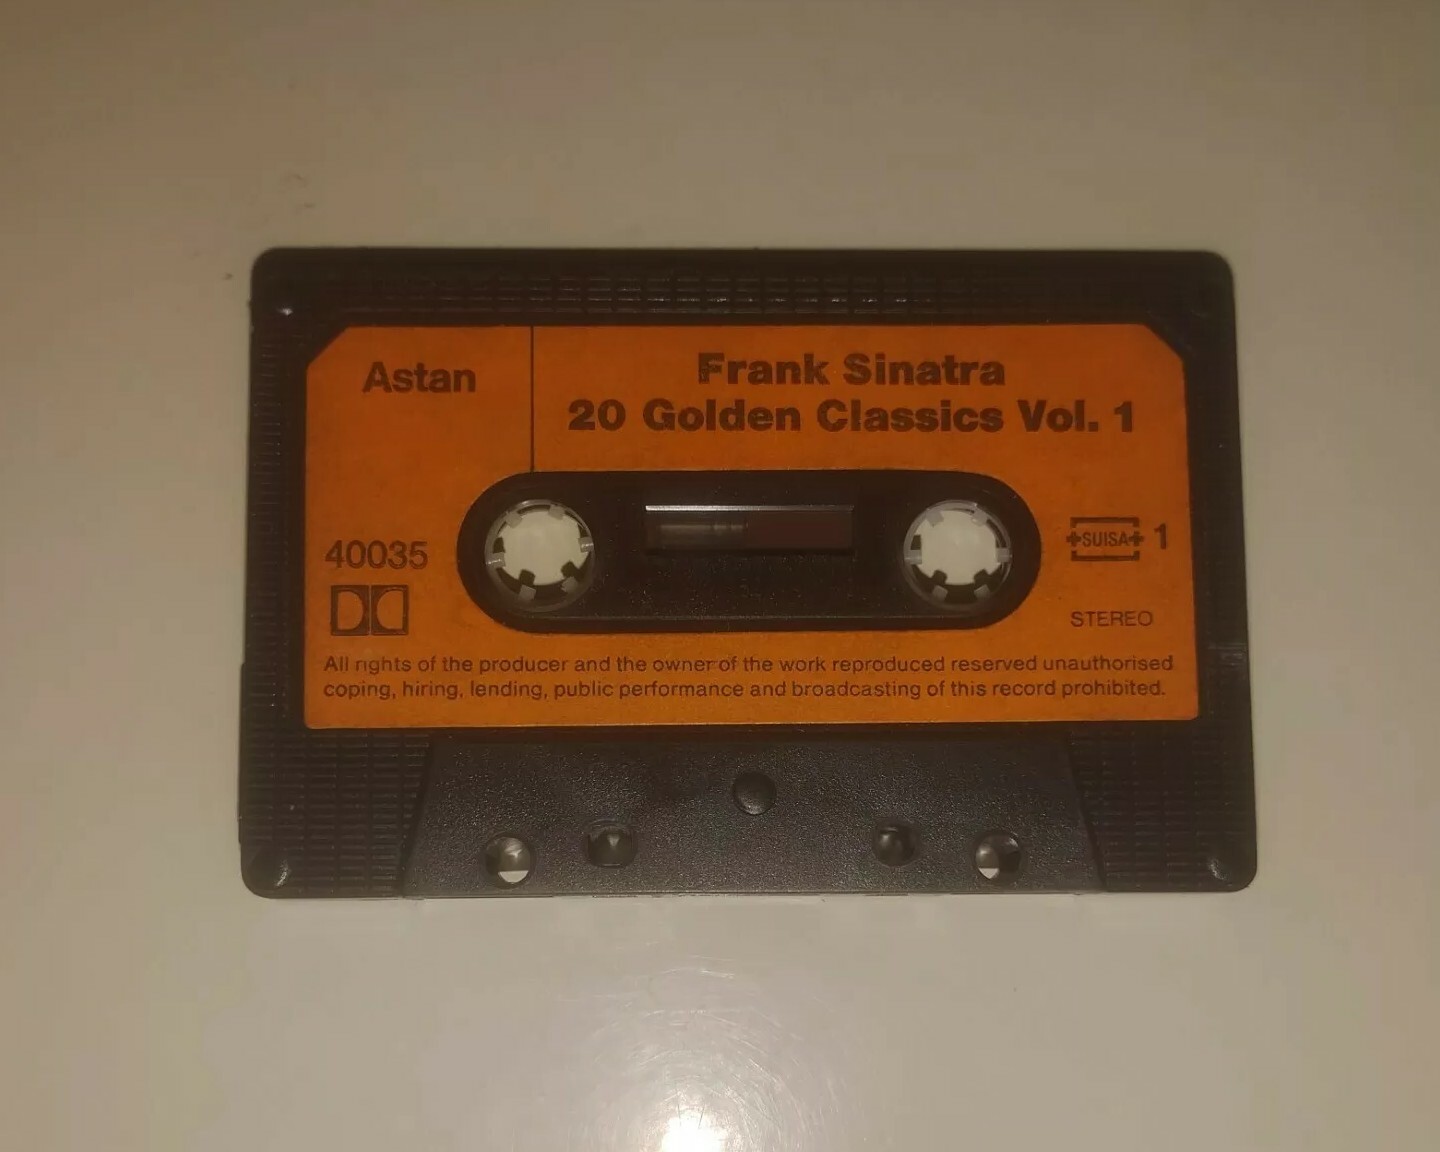 Astan
Frank Sinatra
20 Golden Classics Vol. 1
40035
SUISA 1
STEREO
All rights of the producer and the owner of the work reproduced reserved unauthorised
coping, hiring, lending, public performance and broadcasting of this record prohibited.